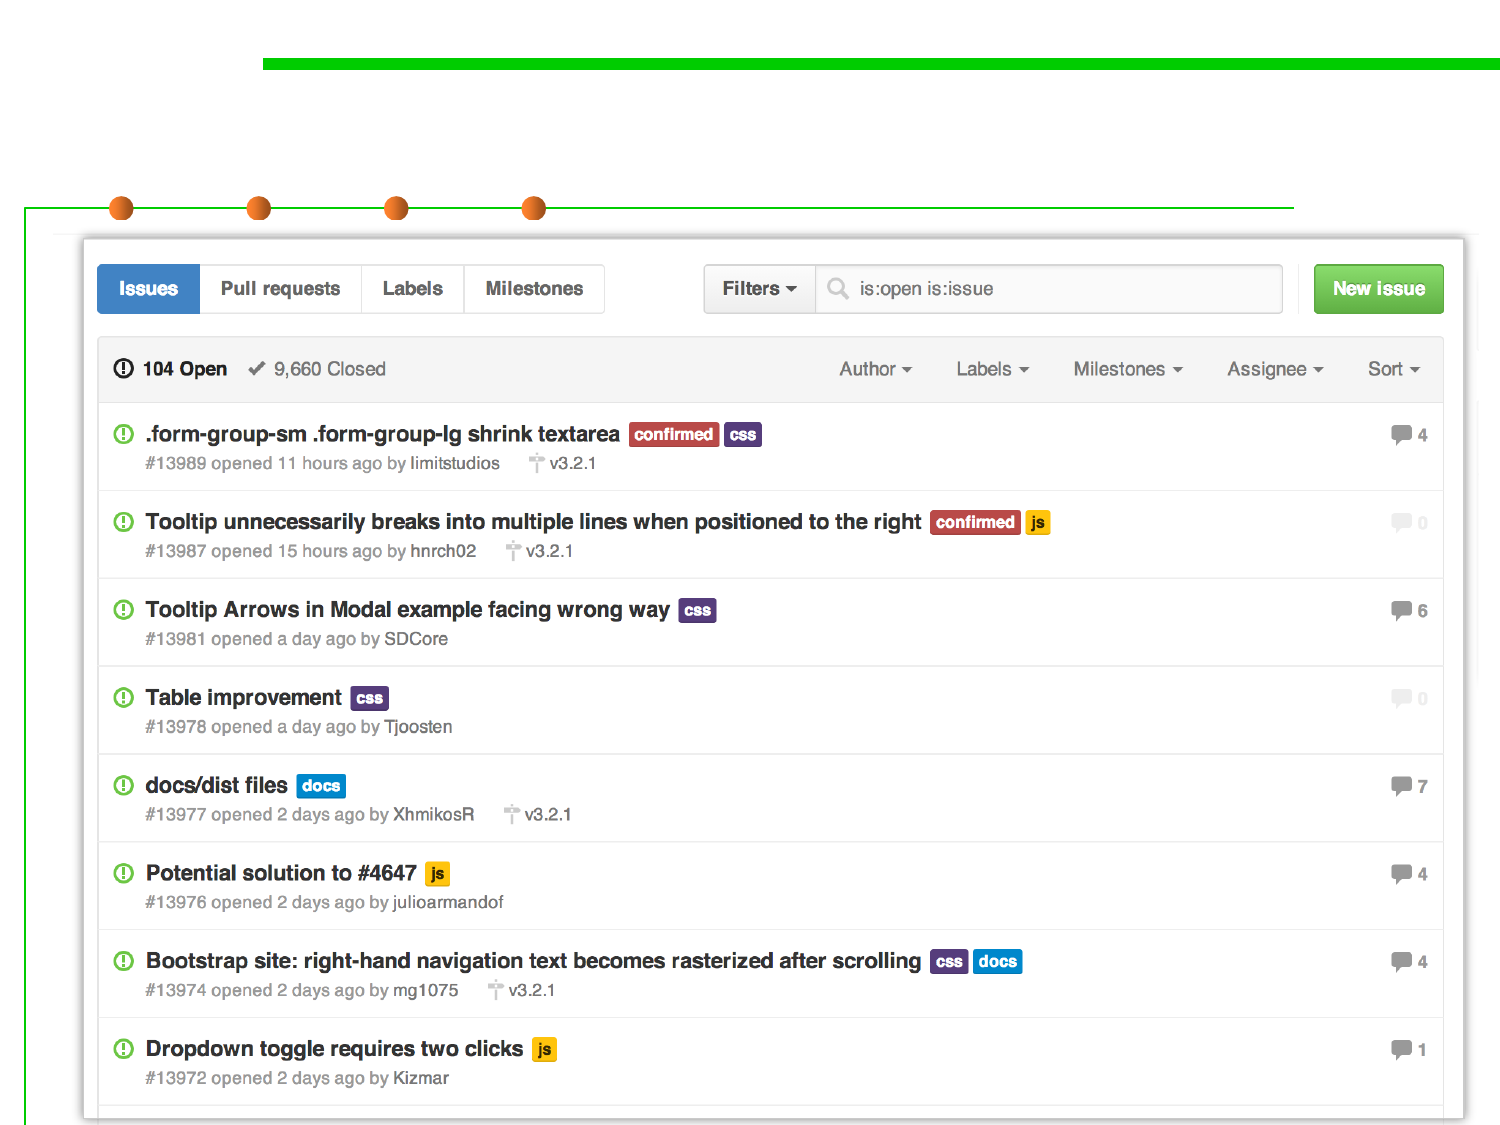 Issues Pull requests Labels Milestones Filters is:open is:issue New issue
104 Open 9,660 Closed Author Labels Milestones Assignee Sort
.form-group-sm .form-group-lg shrink textarea confirmed css 4
#13989 opened 11 hours ago by limitstudios v3.2.1
Tooltip unnecessarily breaks into multiple lines when positioned to the right confirmed js 0
#13987 opened 15 hours ago by hnrch02 v3.2.1
Tooltip Arrows in Modal example facing wrong way css 6
#13981 opened a day ago by SDCore
Table improvement css 0
#13978 opened a day ago by Tjoosten
docs/dist files docs 7
#13977 opened 2 days ago by XhmikosR v3.2.1
Potential solution to #4647 js 4
#13976 opened 2 days ago by julioarmandof
Bootstrap site: right-hand navigation text becomes rasterized after scrolling css docs 4
#13974 opened 2 days ago by mg1075 v3.2.1
Dropdown toggle requires two clicks js 1
#13972 opened 2 days ago by Kizmar